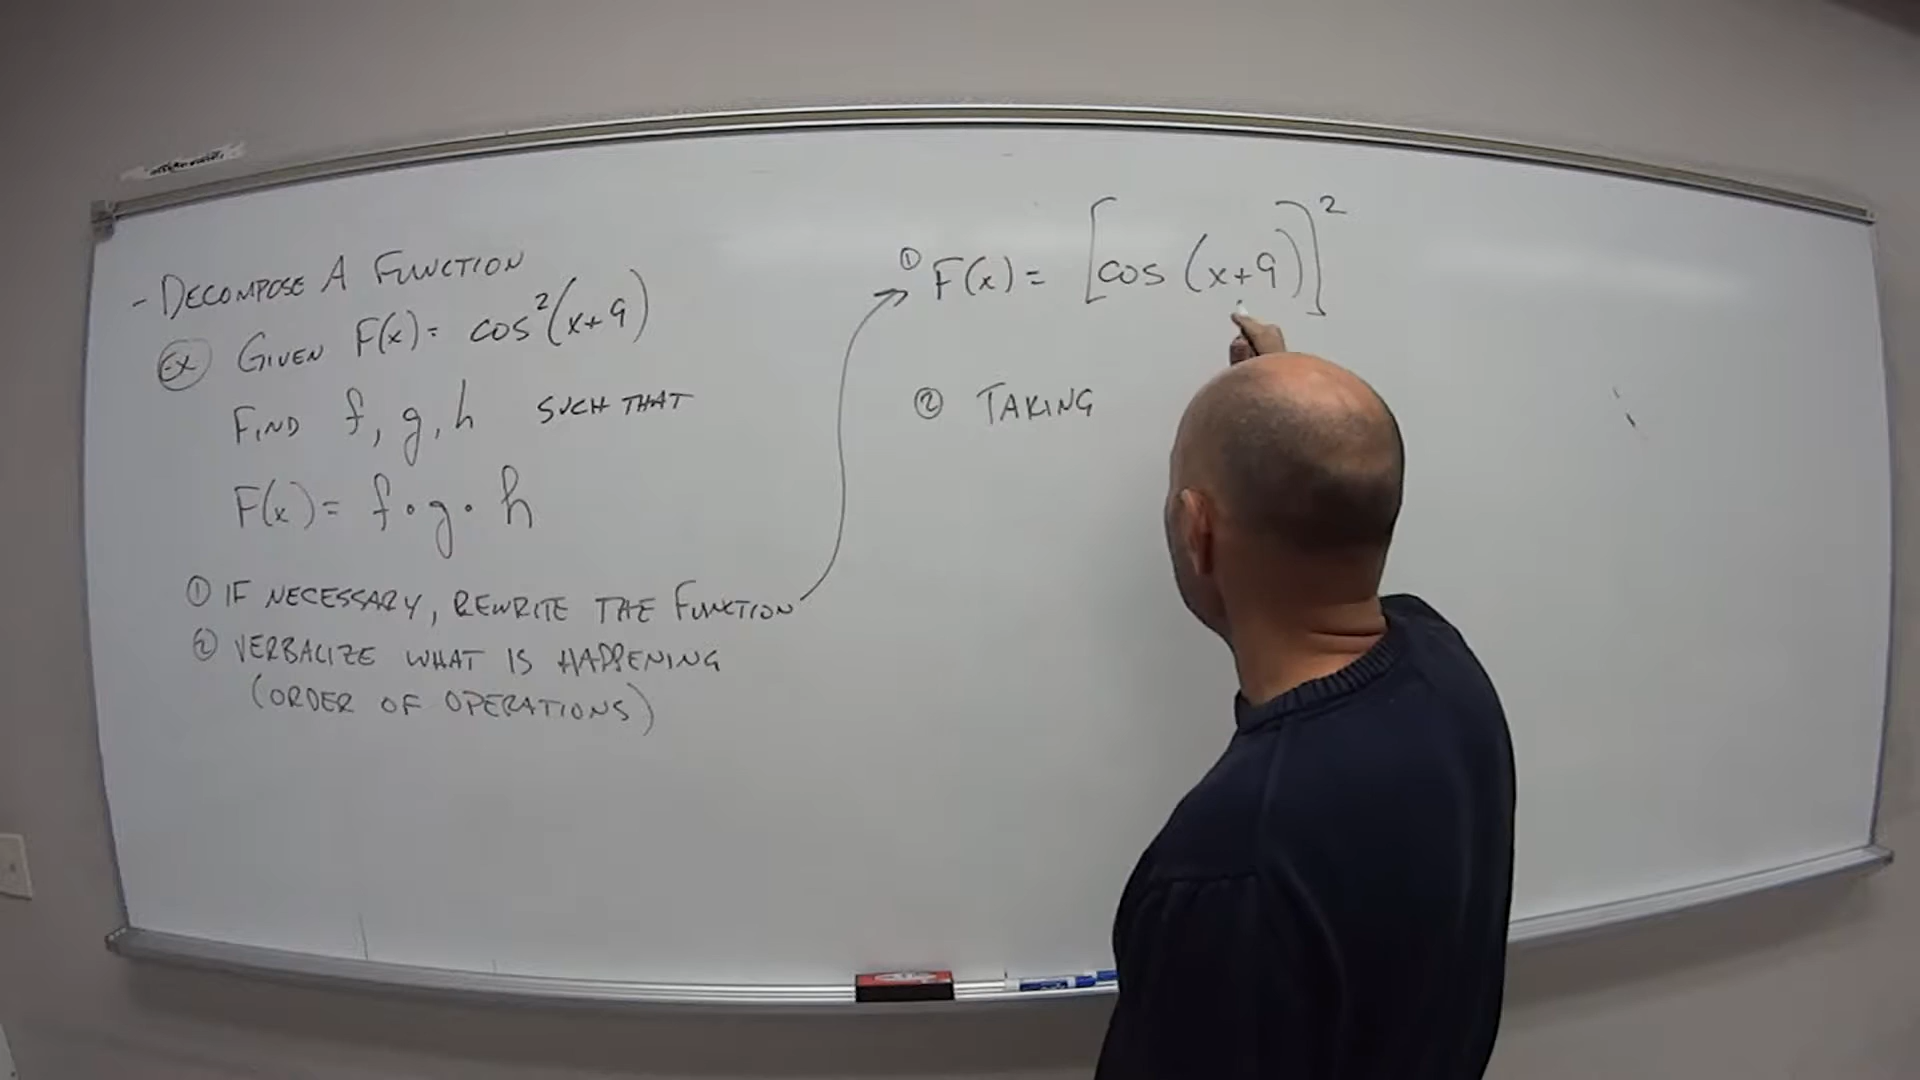 - DECOMPOSE A FUNCTION
Ex GIVEN F(x)= cos²(x+9)
FIND f, g, h SUCH THAT
F(x)= f∘g∘h
① IF NECESSARY, REWRITE THE FUNCTION
② VERBALIZE WHAT IS HAPPENING
(ORDER OF OPERATIONS)
① F(x)= [cos (x+9)]²
② TAKING